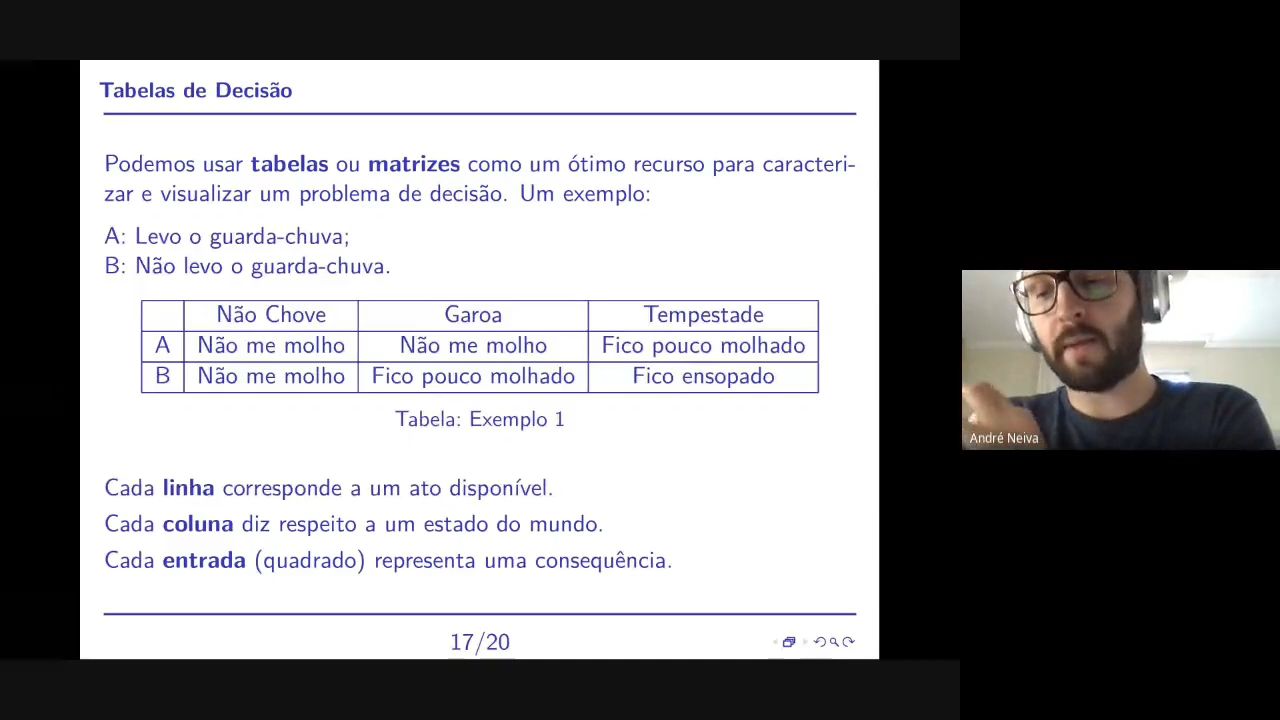 Tabelas de Decisão
Podemos usar tabelas ou matrizes como um ótimo recurso para caracteri-
zar e visualizar um problema de decisão. Um exemplo:
A: Levo o guarda-chuva;
B: Não levo o guarda-chuva.
Não Chove Garoa Tempestade
A Não me molho Não me molho Fico pouco molhado
B Não me molho Fico pouco molhado Fico ensopado
Tabela: Exemplo 1
Cada linha corresponde a um ato disponível.
Cada coluna diz respeito a um estado do mundo.
Cada entrada (quadrado) representa uma consequência.
17/20
André Neiva